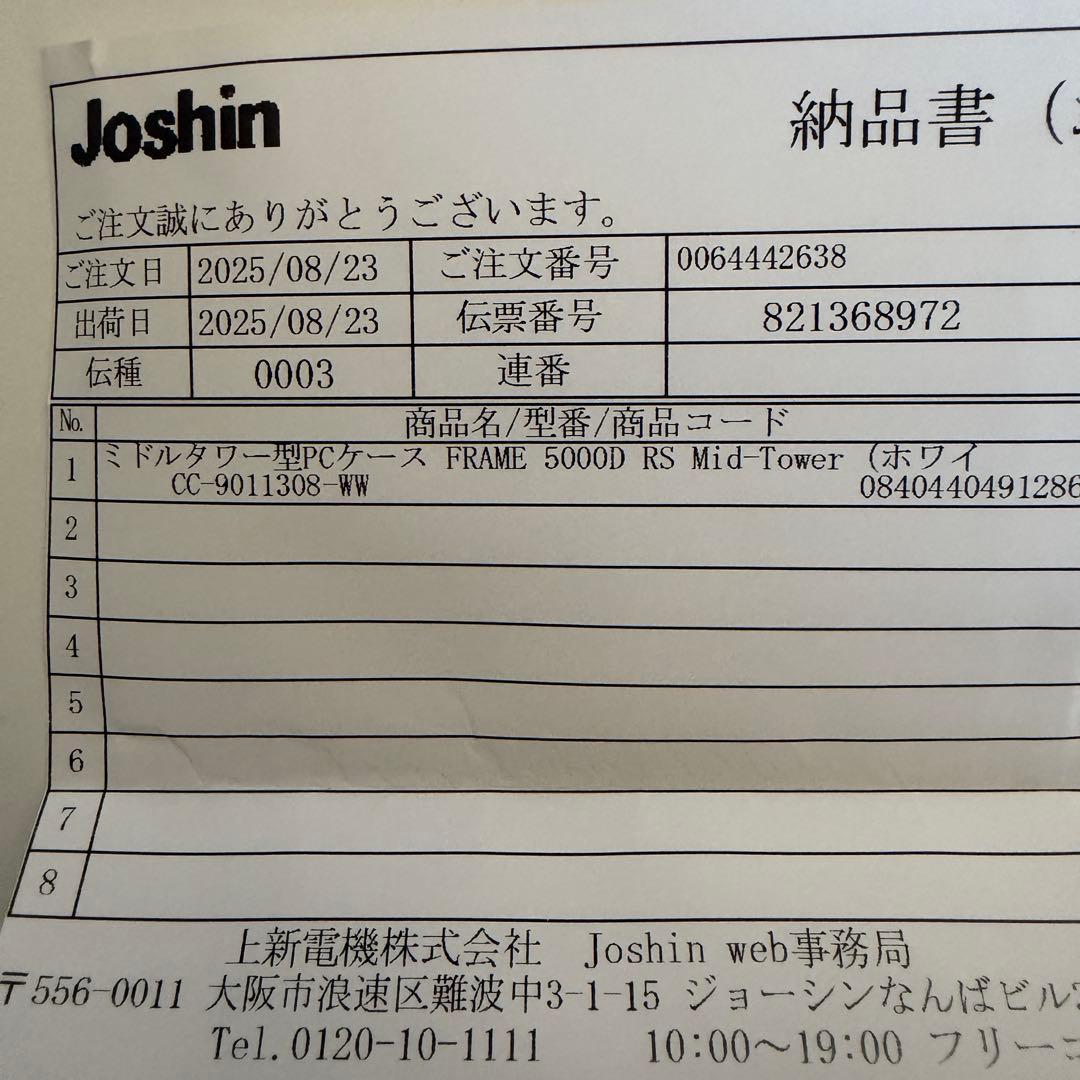 Joshin
納品書（
ご注文誠にありがとうございます。
ご注文日 2025/08/23 ご注文番号 0064442638
出荷日 2025/08/23 伝票番号 821368972
伝種 0003 連番
No. 商品名/型番/商品コード
1 ミドルタワー型PCケース FRAME 5000D RS Mid-Tower (ホワイ
CC-9011308-WW 0840440491286
2
3
4
5
6
7
8
上新電機株式会社 Joshin web事務局
〒556-0011 大阪市浪速区難波中3-1-15 ジョーシンなんばビル
Tel.0120-10-1111 10:00～19:00 フリー